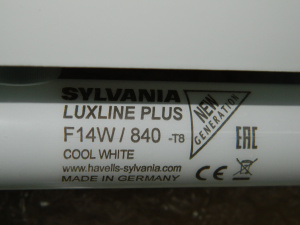 SYLVANIA
LUXLINE PLUS
F14W / 840 -T8
COOL WHITE
www.havells-sylvania.com
MADE IN GERMANY
NEW
GENERATION
CE
EAC